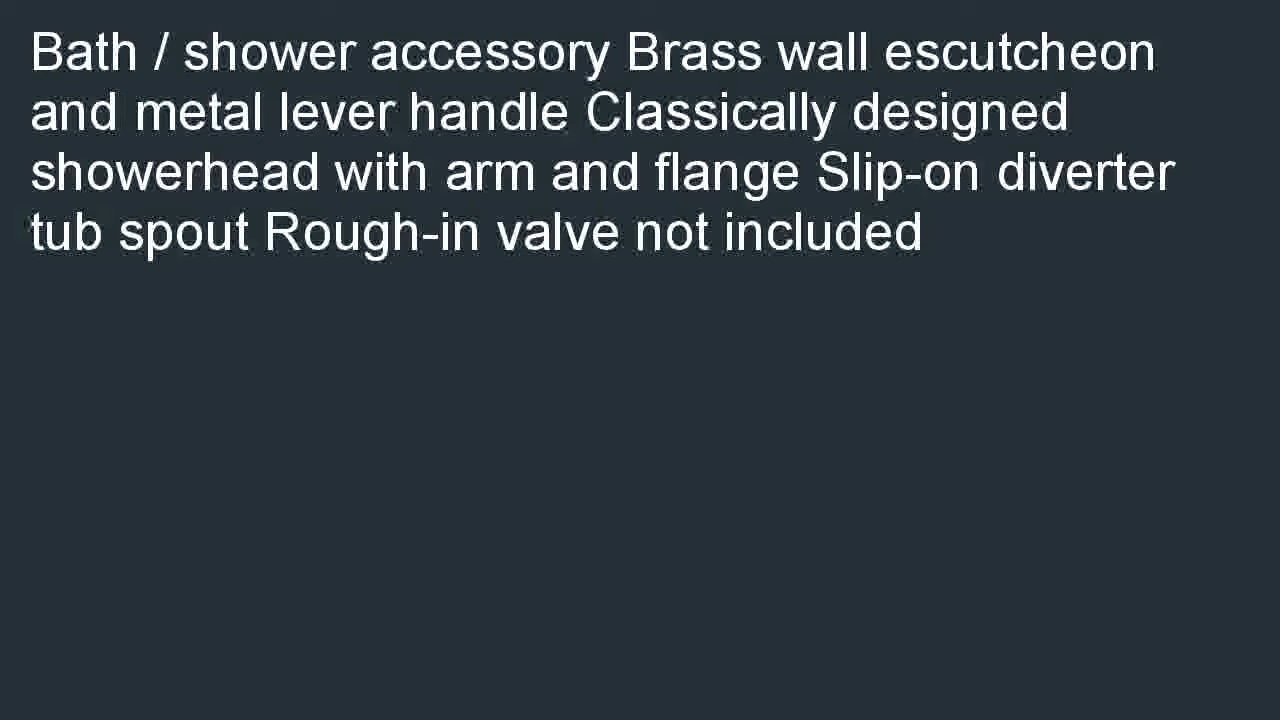 Bath / shower accessory Brass wall escutcheon
and metal lever handle Classically designed
showerhead with arm and flange Slip-on diverter
tub spout Rough-in valve not included